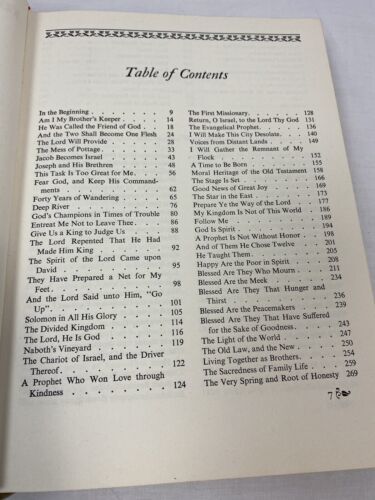 Table of Contents
In the Beginning . . . . . . . 9
Am I My Brother's Keeper . . . . 14
He Was Called the Friend of God . . 18
And the Two Shall Become One Flesh 24
The Lord Will Provide . . . . . 28
The Mess of Pottage . . . . . . 33
Jacob Becomes Israel . . . . . . 43
Joseph and His Brethren . . . . . 48
This Task Is Too Great for Me . . . 56
Fear God, and Keep His Command-
ments . . . . . . . . . 62
Forty Years of Wandering . . . . 65
Deep River . . . . . . . . . 74
God's Champions in Times of Trouble 80
Entreat Me Not to Leave Thee . . . 86
Give Us a King to Judge Us . . . 88
The Lord Repented That He Had
Made Him King . . . . . . . 92
The Spirit of the Lord Came upon
David . . . . . . . . . . 95
They Have Prepared a Net for My
Feet . . . . . . . . . . 98
And the Lord Said unto Him, "Go
Up" . . . . . . . . . . 101
Solomon in All His Glory . . . . 105
The Divided Kingdom . . . . . 114
The Lord, He Is God . . . . . . 116
Naboth's Vineyard . . . . . . 119
The Chariot of Israel, and the Driver
Thereof . . . . . . . . . 122
A Prophet Who Won Love through
Kindness . . . . . . . . . 124
The First Missionary . . . . . . 128
Return, O Israel, to the Lord Thy God 131
The Evangelical Prophet . . . . . 136
I Will Make This City Desolate . . . 140
Voices from Distant Lands . . . . 149
I Will Gather the Remnant of My
Flock . . . . . . . . . . 152
A Time to Be Born . . . . . . 155
Moral Heritage of the Old Testament
The Stage Is Set . . . . . . .
Good News of Great Joy . . . . .
The Star in the East . . . . . .
Prepare Ye the Way of the Lord . .
My Kingdom Is Not of This World .
Follow Me . . . . . . . . .
God Is Spirit . . . . . . . .
A Prophet Is Not without Honor . .
And of Them He Chose Twelve . .
He Taught Them . . . . . . .
Happy Are the Poor in Spirit . . .
Blessed Are They Who Mourn . . .
Blessed Are the Meek . . . . . 234
Blessed Are They That Hunger and
Thirst . . . . . . . . . 236
Blessed Are the Peacemakers . . . 239
Blessed Are They That Have Suffered
for the Sake of Goodness . . . . 243
The Light of the World . . . . . 247
The Old Law, and the New . . . . 250
Living Together as Brothers . . . . 254
The Sacredness of Family Life . . . 259
The Very Spring and Root of Honesty 269
7